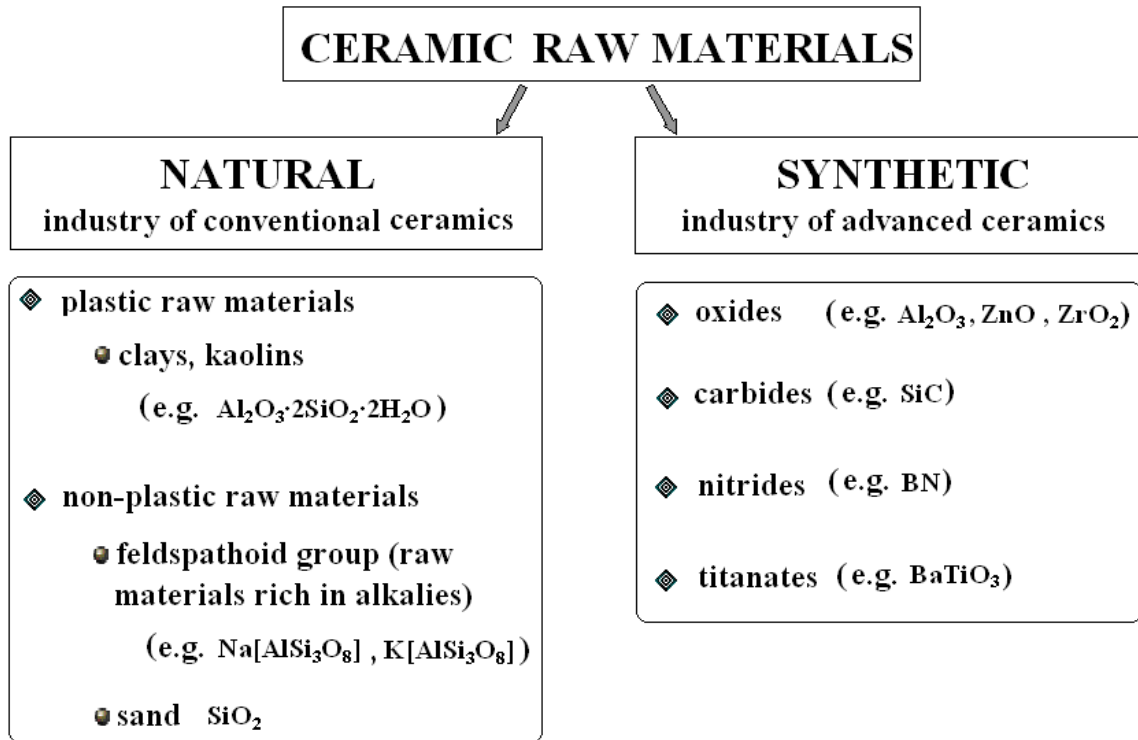 CERAMIC RAW MATERIALS
NATURAL
industry of conventional ceramics
plastic raw materials
clays, kaolins
(e.g. Al₂O₃·2SiO₂·2H₂O)
non-plastic raw materials
feldspathoid group (raw
materials rich in alkalies)
(e.g. Na[AlSi₃O₈] , K[AlSi₃O₈])
sand SiO₂
SYNTHETIC
industry of advanced ceramics
oxides (e.g. Al₂O₃, ZnO , ZrO₂)
carbides (e.g. SiC)
nitrides (e.g. BN)
titanates (e.g. BaTiO₃)